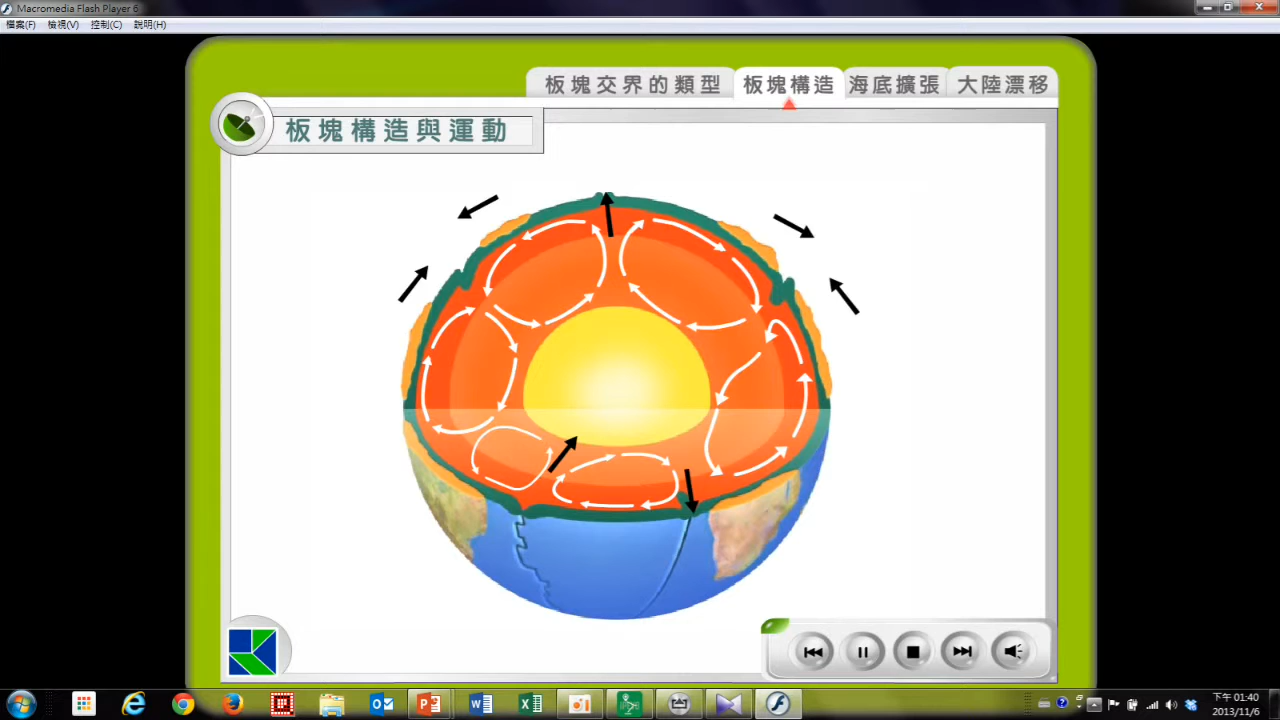 Macromedia Flash Player 6
檔案(F) 檢視(V) 控制(C) 說明(H)
板塊交界的類型 板塊構造 海底擴張 大陸漂移
板塊構造與運動
下午 01:40
2013/11/6